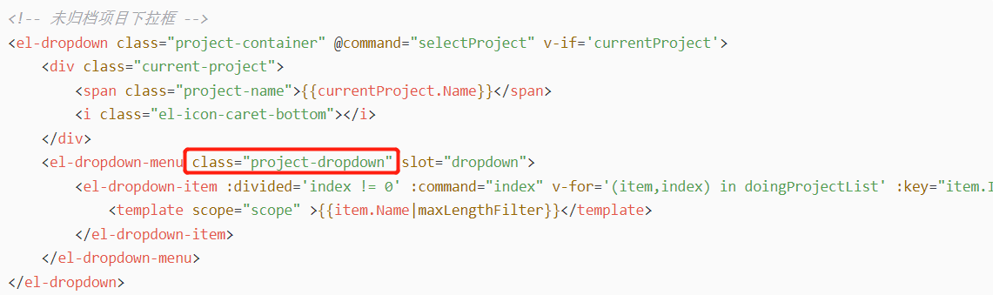 <!-- 未归档项目下拉框 -->
<el-dropdown class="project-container" @command="selectProject" v-if='currentProject'>
    <div class="current-project">
        <span class="project-name">{{currentProject.Name}}</span>
        <i class="el-icon-caret-bottom"></i>
    </div>
    <el-dropdown-menu class="project-dropdown" slot="dropdown">
        <el-dropdown-item :divided='index != 0' :command="index" v-for='(item,index) in doingProjectList' :key="item.I
            <template scope="scope" >{{item.Name|maxLengthFilter}}</template>
        </el-dropdown-item>
    </el-dropdown-menu>
</el-dropdown>